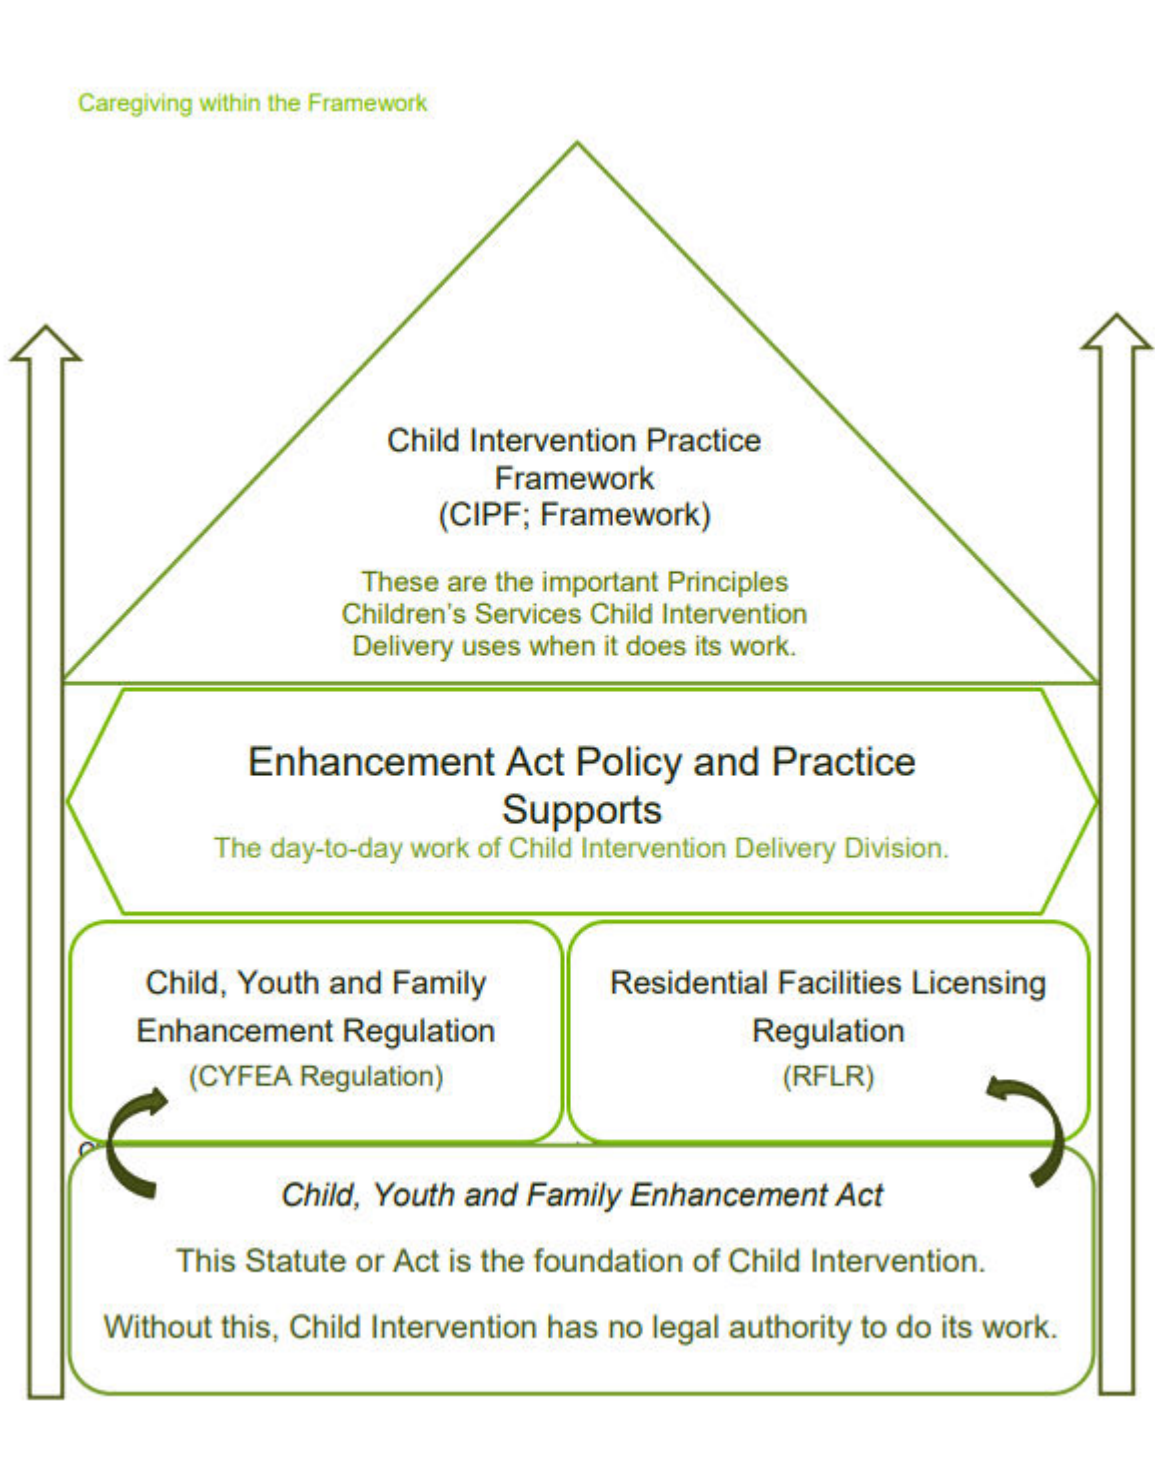 Caregiving within the Framework
Child Intervention Practice
Framework
(CIPF; Framework)
These are the important Principles
Children's Services Child Intervention
Delivery uses when it does its work.
Enhancement Act Policy and Practice
Supports
The day-to-day work of Child Intervention Delivery Division.
Child, Youth and Family
Enhancement Regulation
(CYFEA Regulation)
Residential Facilities Licensing
Regulation
(RFLR)
Child, Youth and Family Enhancement Act
This Statute or Act is the foundation of Child Intervention.
Without this, Child Intervention has no legal authority to do its work.